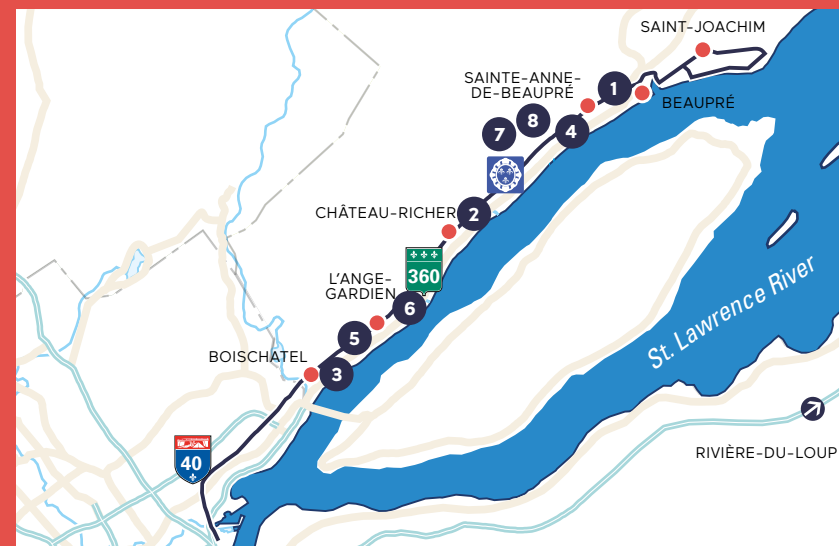 SAINT-JOACHIM
SAINTE-ANNE-
DE-BEAUPRÉ
1
BEAUPRÉ
8
7
4
CHÂTEAU-RICHER
2
360
L'ANGE-
GARDIEN
6
5
BOISCHATEL
3
St. Lawrence River
40
RIVIÈRE-DU-LOUP